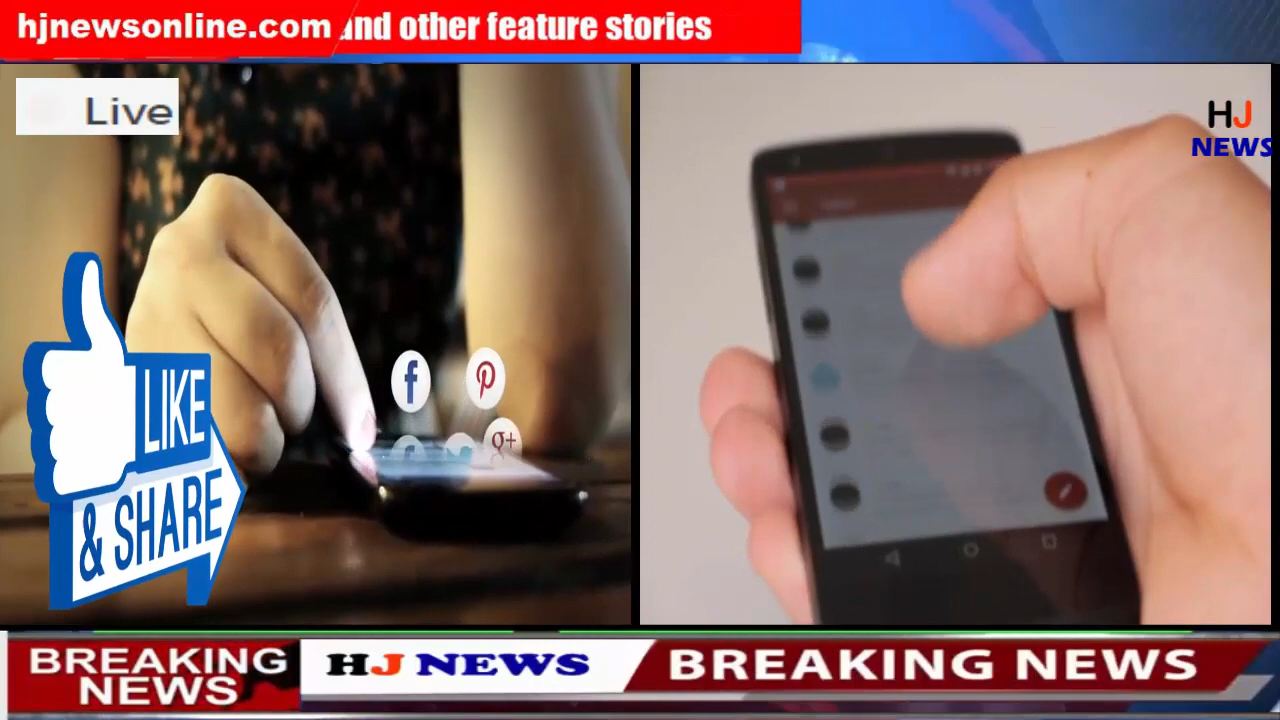 hjnewsonline.com and other feature stories
Live
HJ
NEWS
f
g+
LIKE
& SHARE
BREAKING
NEWS
HJ NEWS
BREAKING NEWS